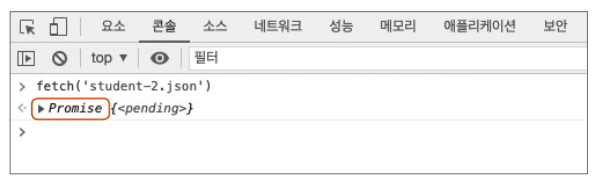 요소 콘솔 소스 네트워크 성능 메모리 애플리케이션 보안
top ▼ 필터
> fetch('student-2.json')
<· ▶ Promise {<pending>}
>